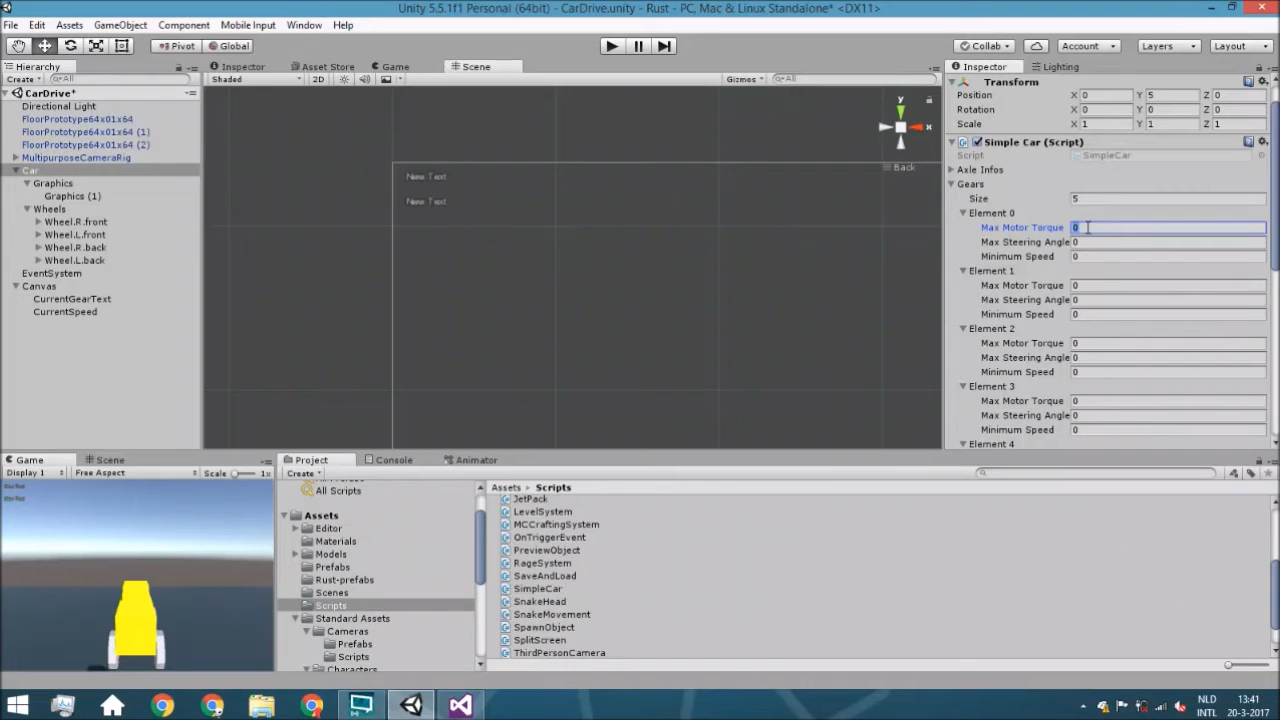 Unity 5.5.1f1 Personal (64bit) - CarDrive.unity - Rust - PC, Mac & Linux Standalone* <DX11>
File Edit Assets GameObject Component Mobile Input Window Help
Pivot Global Collab Account Layers Layout
Hierarchy
Create All
CarDrive*
Directional Light
FloorPrototype64x01x64
FloorPrototype64x01x64 (1)
FloorPrototype64x01x64 (2)
MultipurposeCameraRig
Car
Graphics
Graphics (1)
Wheels
Wheel.R.front
Wheel.L.front
Wheel.R.back
Wheel.L.back
EventSystem
Canvas
CurrentGearText
CurrentSpeed
Inspector Asset Store Game Scene
Shaded 2D Gizmos All
y
x
Back
New Text
New Text
Inspector Lighting
Transform
Position X 0 Y 5 Z 0
Rotation X 0 Y 0 Z 0
Scale X 1 Y 1 Z 1
Simple Car (Script)
Script SimpleCar
Axle Infos
Gears
Size 5
Element 0
Max Motor Torque 0
Max Steering Angle 0
Minimum Speed 0
Element 1
Max Motor Torque 0
Max Steering Angle 0
Minimum Speed 0
Element 2
Max Motor Torque 0
Max Steering Angle 0
Minimum Speed 0
Element 3
Max Motor Torque 0
Max Steering Angle 0
Minimum Speed 0
Element 4
Game Scene
Display 1 Free Aspect Scale 1x
Project Console Animator
Create
All Scripts
Assets
Editor
Materials
Models
Prefabs
Rust-prefabs
Scenes
Scripts
Standard Assets
Cameras
Prefabs
Scripts
Characters
Assets Scripts
JetPack
LevelSystem
MCCraftingSystem
OnTriggerEvent
PreviewObject
RageSystem
SaveAndLoad
SimpleCar
SnakeHead
SnakeMovement
SpawnObject
SplitScreen
ThirdPersonCamera
NLD
INTL
13:41
20-3-2017